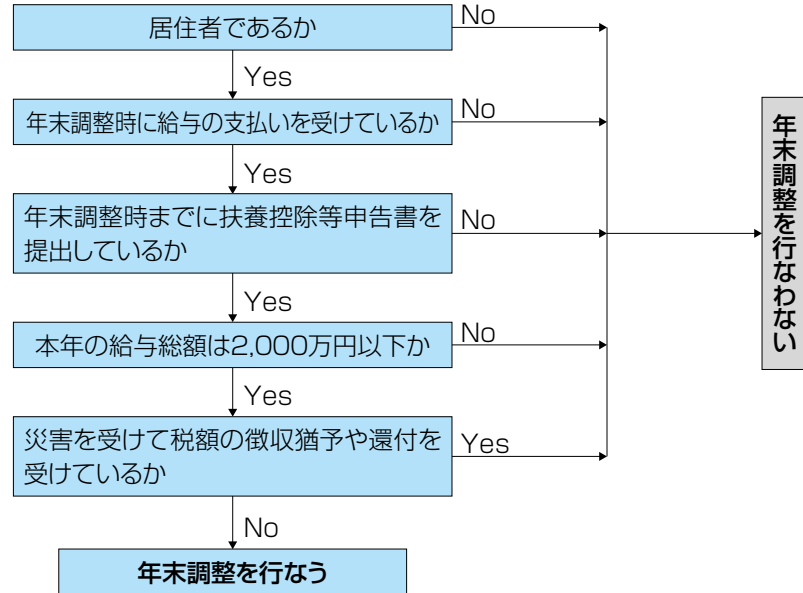 居住者であるか
No
Yes
年末調整時に給与の支払いを受けているか
No
Yes
年末調整時までに扶養控除等申告書を
提出しているか
No
Yes
本年の給与総額は2,000万円以下か
No
Yes
災害を受けて税額の徴収猶予や還付を
受けているか
Yes
No
年末調整を行なう
年末調整を行なわない